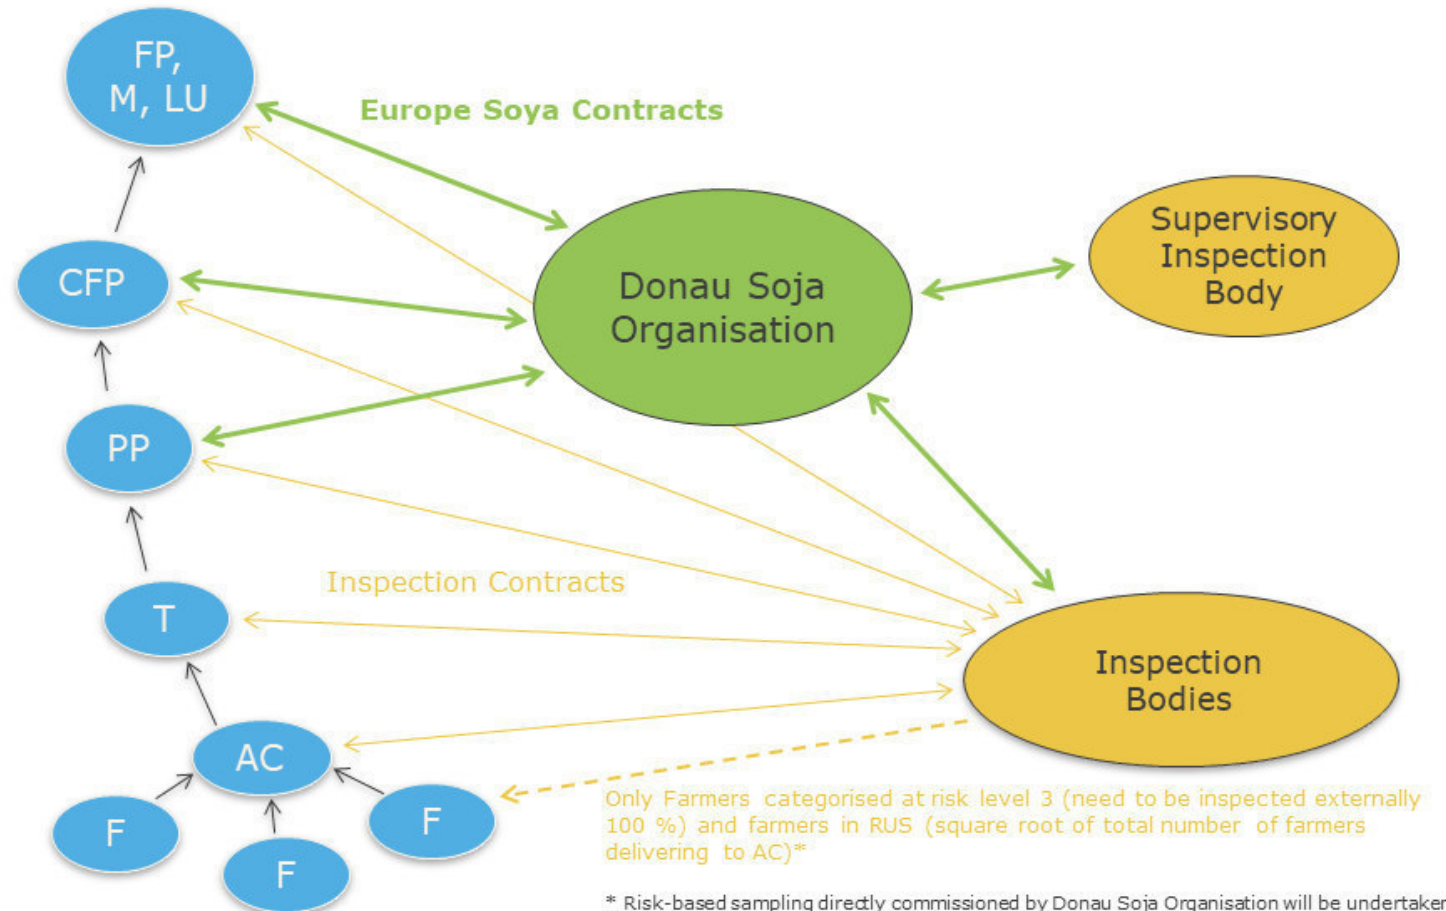 FP,
M, LU
Europe Soya Contracts
Supervisory
Inspection
Body
CFP
Donau Soja
Organisation
PP
Inspection Contracts
T
Inspection
Bodies
AC
F
F
F
Only Farmers categorised at risk level 3 (need to be inspected externally
100 %) and farmers in RUS (square root of total number of farmers
delivering to AC)*
* Risk-based sampling directly commissioned by Donau Soja Organisation will be undertaken